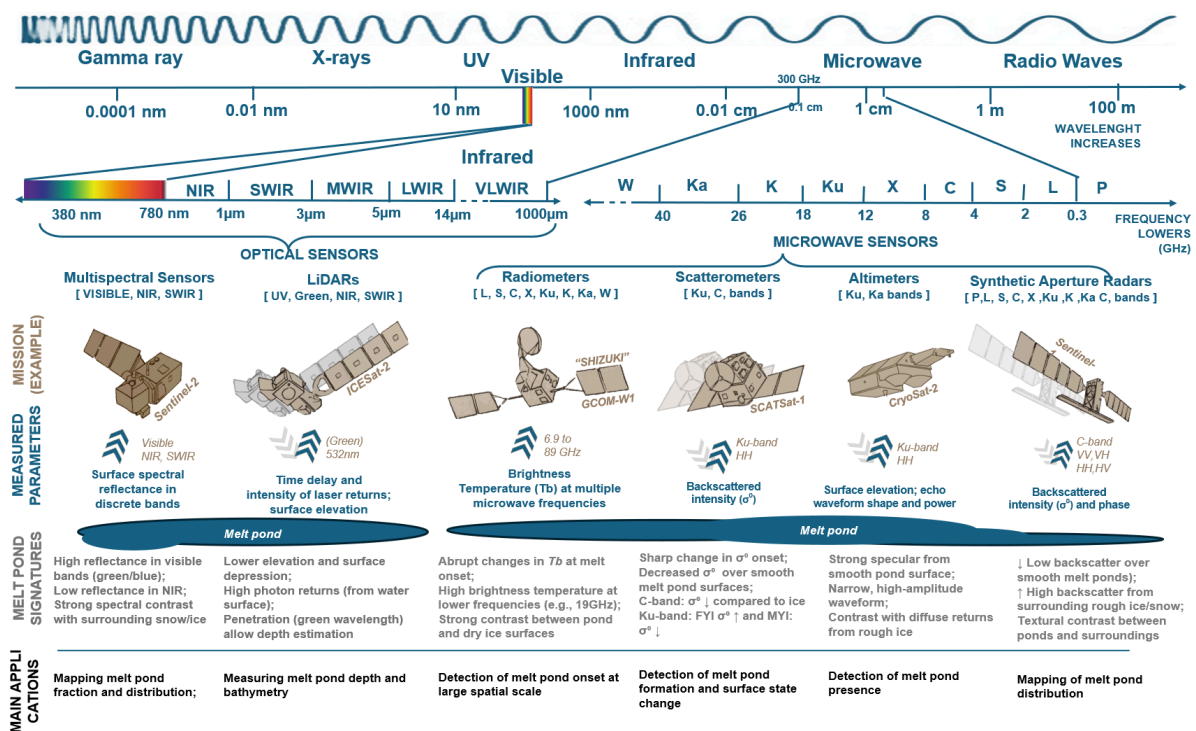 Gamma ray
X-rays
UV
Visible
Infrared
Microwave
Radio Waves
300 GHz
0.0001 nm
0.01 nm
10 nm
1000 nm
0.01 cm
0.1 cm
1 cm
1 m
100 m
WAVELENGHT
INCREASES
Infrared
NIR
SWIR
MWIR
LWIR
VLWIR
380 nm
780 nm
1µm
3µm
5µm
14µm
1000µm
W
Ka
K
Ku
X
C
S
L
P
40
26
18
12
8
4
2
0.3
FREQUENCY
LOWERS
(GHz)
OPTICAL SENSORS
MICROWAVE SENSORS
Multispectral Sensors
[ VISIBLE, NIR, SWIR ]
LiDARs
[ UV, Green, NIR, SWIR ]
Radiometers
[ L, S, C, X, Ku, K, Ka, W ]
Scatterometers
[ Ku, C, bands ]
Altimeters
[ Ku, Ka bands ]
Synthetic Aperture Radars
[ P,L, S, C, X ,Ku ,K ,Ka C, bands ]
MISSION
(EXAMPLE)
Sentinel-2
ICESat-2
“SHIZUKI”
GCOM-W1
SCATSat-1
CryoSat-2
Sentinel-
1
MEASURED
PARAMETERS
Visible
NIR, SWIR
Surface spectral
reflectance in
discrete bands
(Green)
532nm
Time delay and
intensity of laser returns;
surface elevation
6.9 to
89 GHz
Brightness
Temperature (Tb) at multiple
microwave frequencies
Ku-band
HH
Backscattered
intensity (σ⁰)
Ku-band
HH
Surface elevation; echo
waveform shape and power
C-band
VV,VH
HH,HV
Backscattered
intensity (σ⁰) and phase
Melt pond
Melt pond
MELT POND
SIGNATURES
High reflectance in visible
bands (green/blue);
Low reflectance in NIR;
Strong spectral contrast
with surrounding snow/ice
Lower elevation and surface
depression;
High photon returns (from water
surface);
Penetration (green wavelength)
allow depth estimation
Abrupt changes in Tb at melt
onset;
High brightness temperature at
lower frequencies (e.g., 19GHz);
Strong contrast between pond
and dry ice surfaces
Sharp change in σ⁰ onset;
Decreased σ⁰ over smooth
melt pond surfaces;
C-band: σ⁰ ↓ compared to ice
Ku-band: FYI σ⁰ ↑ and MYI:
σ⁰ ↓
Strong specular from
smooth pond surface;
Narrow, high-amplitude
waveform;
Contrast with diffuse returns
from rough ice
↓ Low backscatter over
smooth melt ponds);
↑ High backscatter from
surrounding rough ice/snow;
Textural contrast between
ponds and surroundings
MAIN APPLI
CATIONS
Mapping melt pond
fraction and distribution;
Measuring melt pond depth and
bathymetry
Detection of melt pond onset at
large spatial scale
Detection of melt pond
formation and surface state
change
Detection of melt pond
presence
Mapping of melt pond
distribution